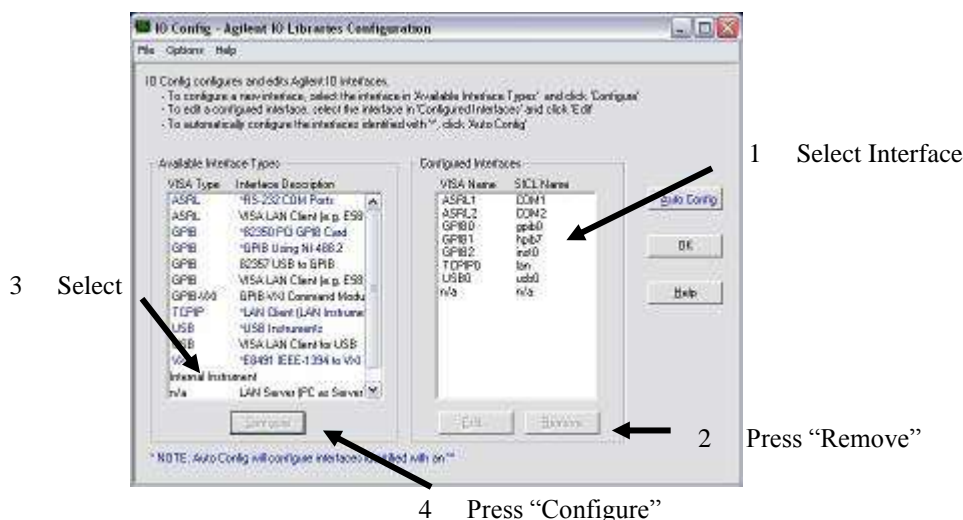 IO Config - Agilent IO Libraries Configuration
File Options Help
IO Config configures and edits Agilent IO interfaces.
- To configure a new interface, select the interface in 'Available Interface Types' and click 'Configure'
- To edit a configured interface, select the interface in 'Configured Interfaces' and click 'Edit'
- To automatically configure the interfaces identified with '*', click 'Auto Config'
Available Interface Types
VISA Type Interface Description
ASRL *RS-232 COM Ports
ASRL VISA LAN Client (e.g. E58
GPIB *82350 PCI GPIB Card
GPIB *GPIB Using NI-488.2
GPIB 82357 USB to GPIB
GPIB VISA LAN Client (e.g. E58
GPIB-VXI GPIB-VXI Command Modu
TCPIP *LAN Client (LAN Instrume
USB *USB Instruments
USB VISA LAN Client for USB
VXI *E8491 IEEE-1394 to VXI
Internal Instrument
n/a LAN Server (PC as Server
Configure
Configured Interfaces
VISA Name SICL Name
ASRL1 COM1
ASRL2 COM2
GPIB0 gpib0
GPIB1 hpib7
GPIB2 inst0
TCPIP0 lan
USB0 usb0
n/a n/a
Edit Remove
Auto Config
OK
Help
* NOTE: Auto Config will configure interfaces identified with an '*'
1 Select Interface
2 Press “Remove”
3 Select
4 Press “Configure”